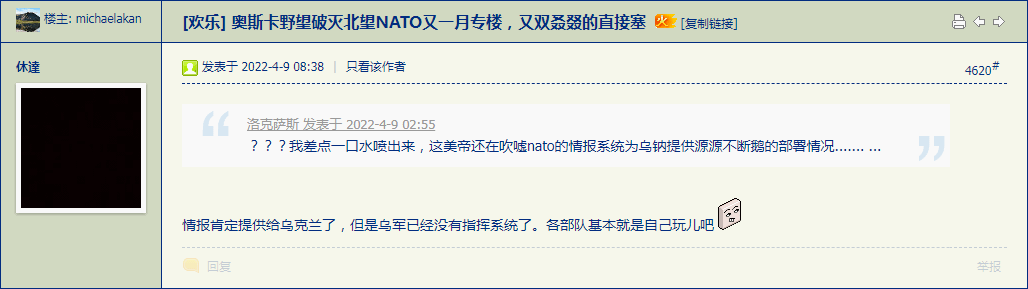 楼主: michaelakan
[欢乐] 奥斯卡野望破灭北望NATO又一月专楼，又双叒叕的直接塞 火 [复制链接]
休達
发表于 2022-4-9 08:38 | 只看该作者
4620#
洛克萨斯 发表于 2022-4-9 02:55
？？？我差点一口水喷出来，这美帝还在吹嘘nato的情报系统为乌钠提供源源不断鹅的部署情况....... ...
情报肯定提供给乌克兰了，但是乌军已经没有指挥系统了。各部队基本就是自己玩儿吧
回复
举报